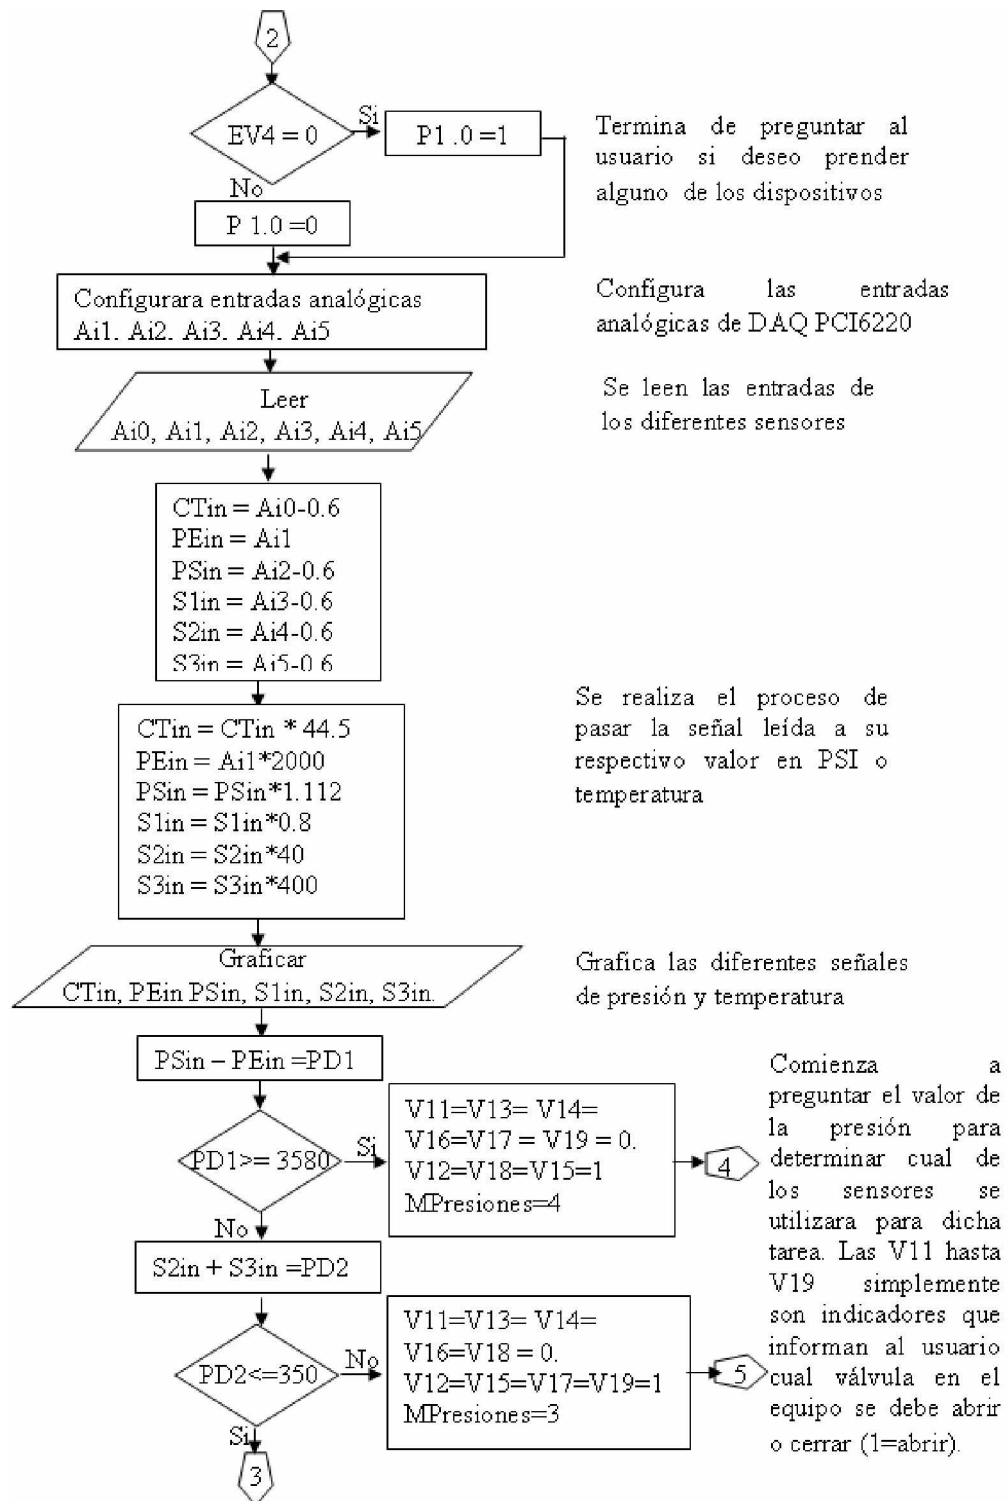 2
EV4 = 0
Si
P1 .0 =1
Termina de preguntar al
usuario si deseo prender
alguno de los dispositivos
No
P 1.0 =0
Configurara entradas analógicas
Ai1. Ai2. Ai3. Ai4. Ai5
Configura las entradas
analógicas de DAQ PCI6220
Leer
Ai0, Ai1, Ai2, Ai3, Ai4, Ai5
Se leen las entradas de
los diferentes sensores
CTin = Ai0-0.6
PEin = Ai1
PSin = Ai2-0.6
S1in = Ai3-0.6
S2in = Ai4-0.6
S3in = Ai5-0.6
CTin = CTin * 44.5
PEin = Ai1*2000
PSin = PSin*1.112
S1in = S1in*0.8
S2in = S2in*40
S3in = S3in*400
Se realiza el proceso de
pasar la señal leída a su
respectivo valor en PSI o
temperatura
Graficar
CTin, PEin PSin, S1in, S2in, S3in.
Grafica las diferentes señales
de presión y temperatura
PSin – PEin =PD1
PD1>= 3580
Si
V11=V13= V14=
V16=V17 = V19 = 0.
V12=V18=V15=1
MPresiones=4
4
No
S2in + S3in =PD2
PD2<=350
No
V11=V13= V14=
V16=V18 = 0.
V12=V15=V17=V19=1
MPresiones=3
5
Si
3
Comienza a
preguntar el valor de
la presión para
determinar cual de
los sensores se
utilizara para dicha
tarea. Las V11 hasta
V19 simplemente
son indicadores que
informan al usuario
cual válvula en el
equipo se debe abrir
o cerrar (1=abrir).